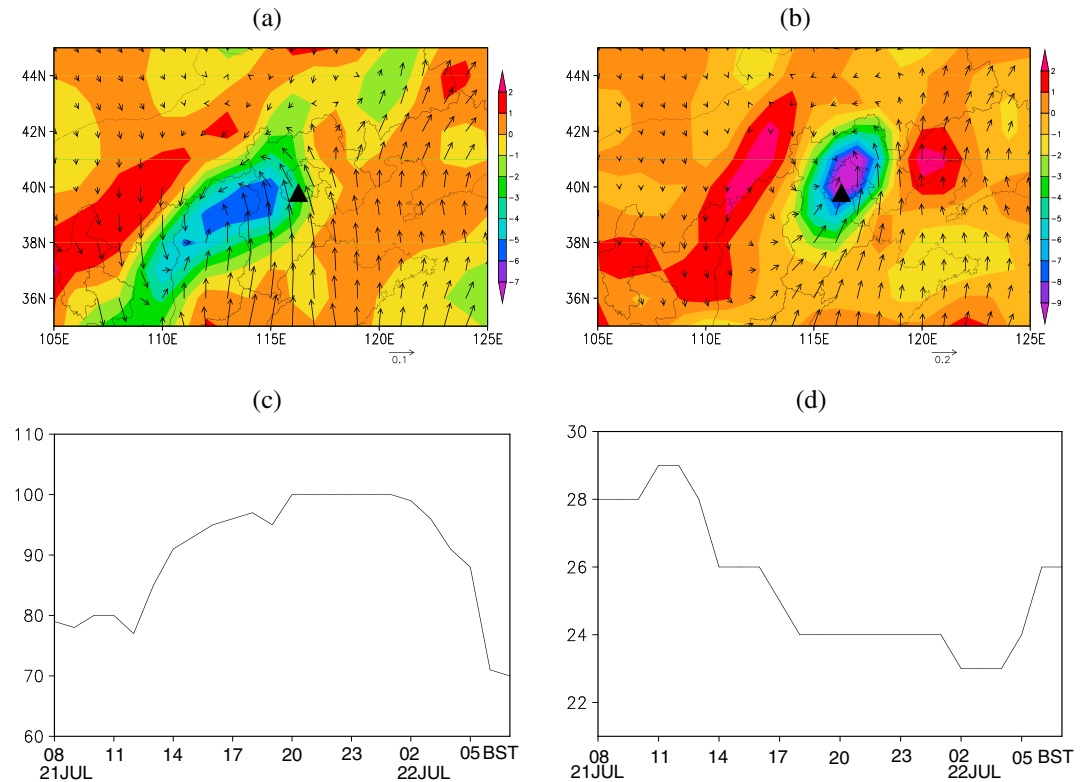 (a)
(b)
44N
42N
40N
38N
36N
105E 110E 115E 120E 125E
0.1
2
1
0
−1
−2
−3
−4
−5
−6
−7
44N
42N
40N
38N
36N
105E 110E 115E 120E 125E
0.2
2
1
0
−1
−2
−3
−4
−5
−6
−7
−8
−9
(c)
(d)
110
100
90
80
70
60
08 11 14 17 20 23 02 05 BST
21JUL 22JUL
30
28
26
24
22
08 11 14 17 20 23 02 05 BST
21JUL 22JUL